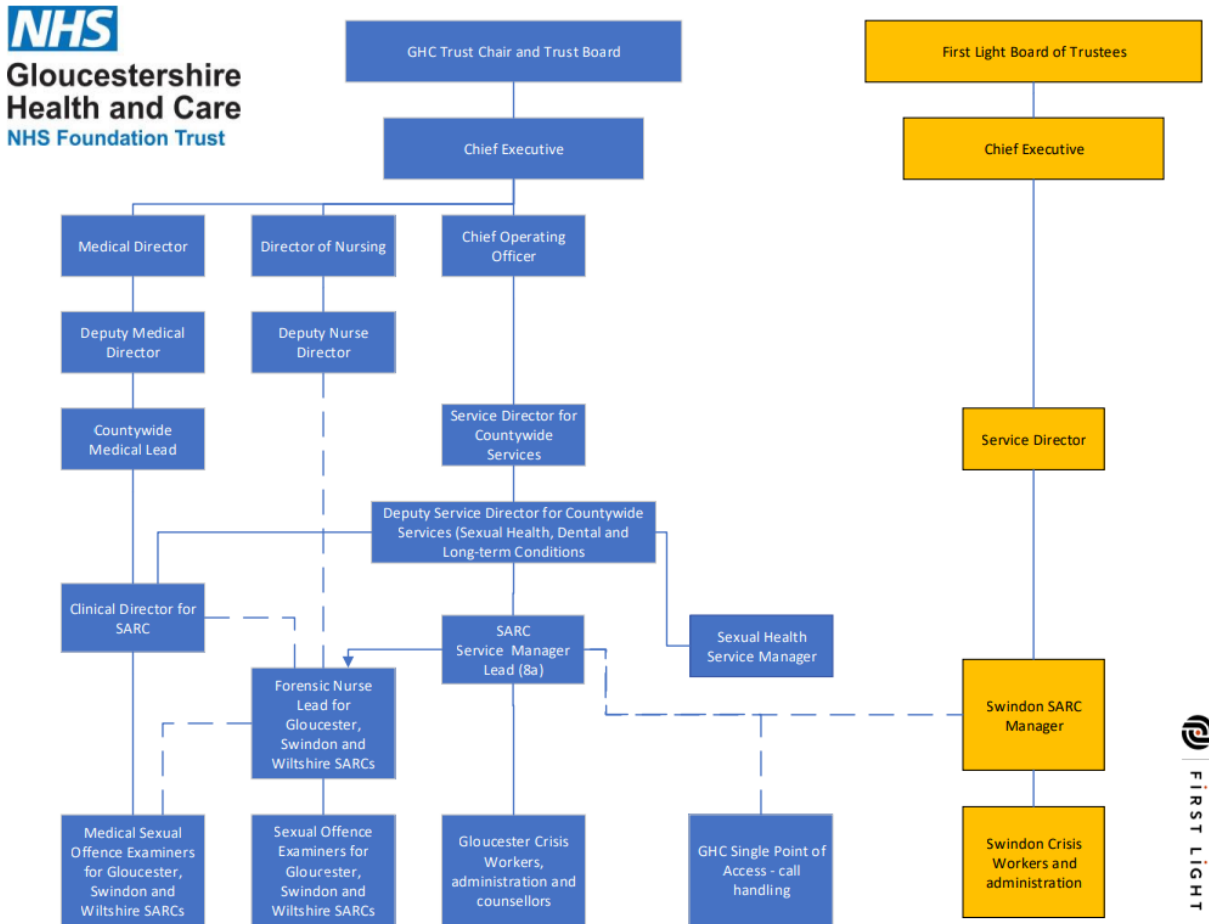 NHS
Gloucestershire
Health and Care
NHS Foundation Trust
GHC Trust Chair and Trust Board
First Light Board of Trustees
Chief Executive
Chief Executive
Medical Director
Director of Nursing
Chief Operating
Officer
Deputy Medical
Director
Deputy Nurse
Director
Countywide
Medical Lead
Service Director for
Countywide
Services
Service Director
Deputy Service Director for Countywide
Services (Sexual Health, Dental and
Long-term Conditions
Clinical Director for
SARC
SARC
Service Manager
Lead (8a)
Sexual Health
Service Manager
Forensic Nurse
Lead for
Gloucester,
Swindon and
Wiltshire SARCs
Swindon SARC
Manager
Medical Sexual
Offence Examiners
for Gloucester,
Swindon and
Wiltshire SARCs
Sexual Offence
Examiners for
Glourester,
Swindon and
Wiltshire SARCs
Gloucester Crisis
Workers,
administration and
counsellors
GHC Single Point of
Access - call
handling
Swindon Crisis
Workers and
administration
FiRST LiGHT